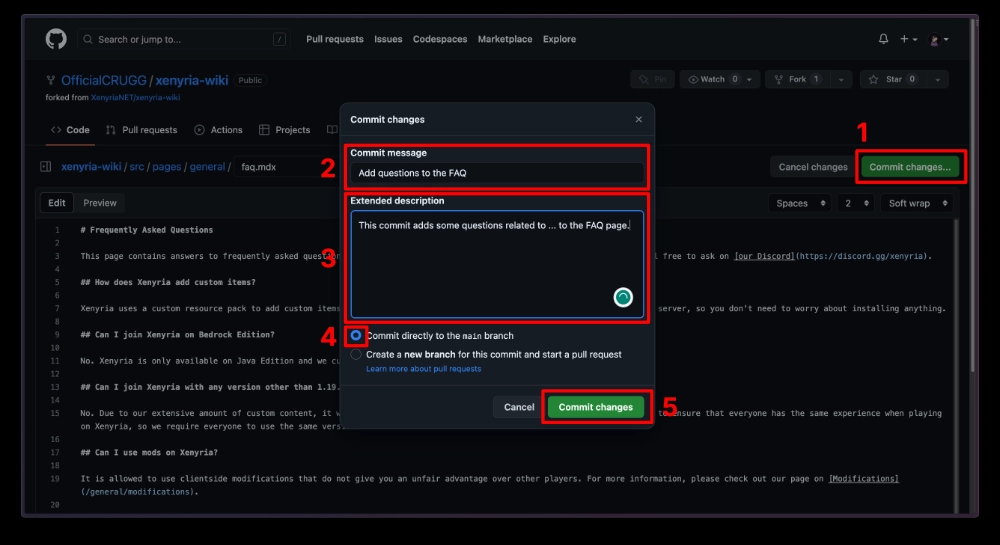 Search or jump to... /
Pull requests Issues Codespaces Marketplace Explore
OfficialCRUGG / xenyria-wiki Public
Pin Watch 0 Fork 1 Star 0
forked from XenyriaNET/xenyria-wiki
Code Pull requests Actions Projects
1
xenyria-wiki / src / pages / general / faq.mdx
Cancel changes Commit changes...
Edit Preview
Spaces 2 Soft wrap
Commit changes
2
Commit message
Add questions to the FAQ
3
Extended description
This commit adds some questions related to ... to the FAQ page.
4
Commit directly to the main branch
Create a new branch for this commit and start a pull request
Learn more about pull requests
Cancel Commit changes
5
1 # Frequently Asked Questions
2
3 This page contains answers to frequently asked l free to ask on [our Discord](https://discord.gg/xenyria).
4
5 ## How does Xenyria add custom items?
6
7 Xenyria uses a custom resource pack to add custom items server, so you don't need to worry about installing anything.
8
9 ## Can I join Xenyria on Bedrock Edition?
10
11 No. Xenyria is only available on Java Edition and we
12
13 ## Can I join Xenyria with any version other than 1.19.
14
15 No. Due to our extensive amount of custom content, it to ensure that everyone has the same experience when playing
on Xenyria, so we require everyone to use the same
16
17 ## Can I use mods on Xenyria?
18
19 It is allowed to use clientside modifications that do not give you an unfair advantage over other players. For more information, please check out our page on [Modifications]
(/general/modifications).
20